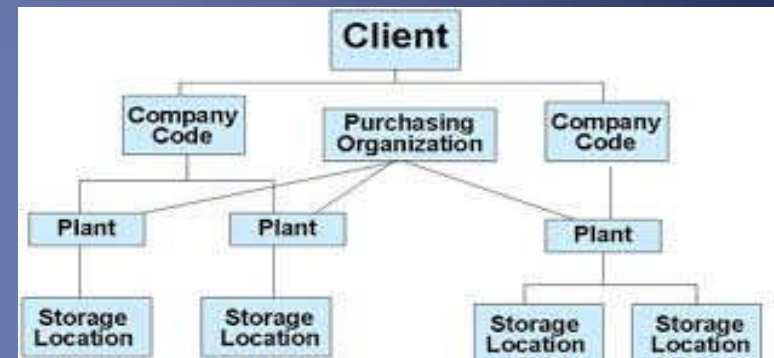 Client
Company
Code
Purchasing
Organization
Company
Code
Plant
Plant
Plant
Storage
Location
Storage
Location
Storage
Location
Storage
Location